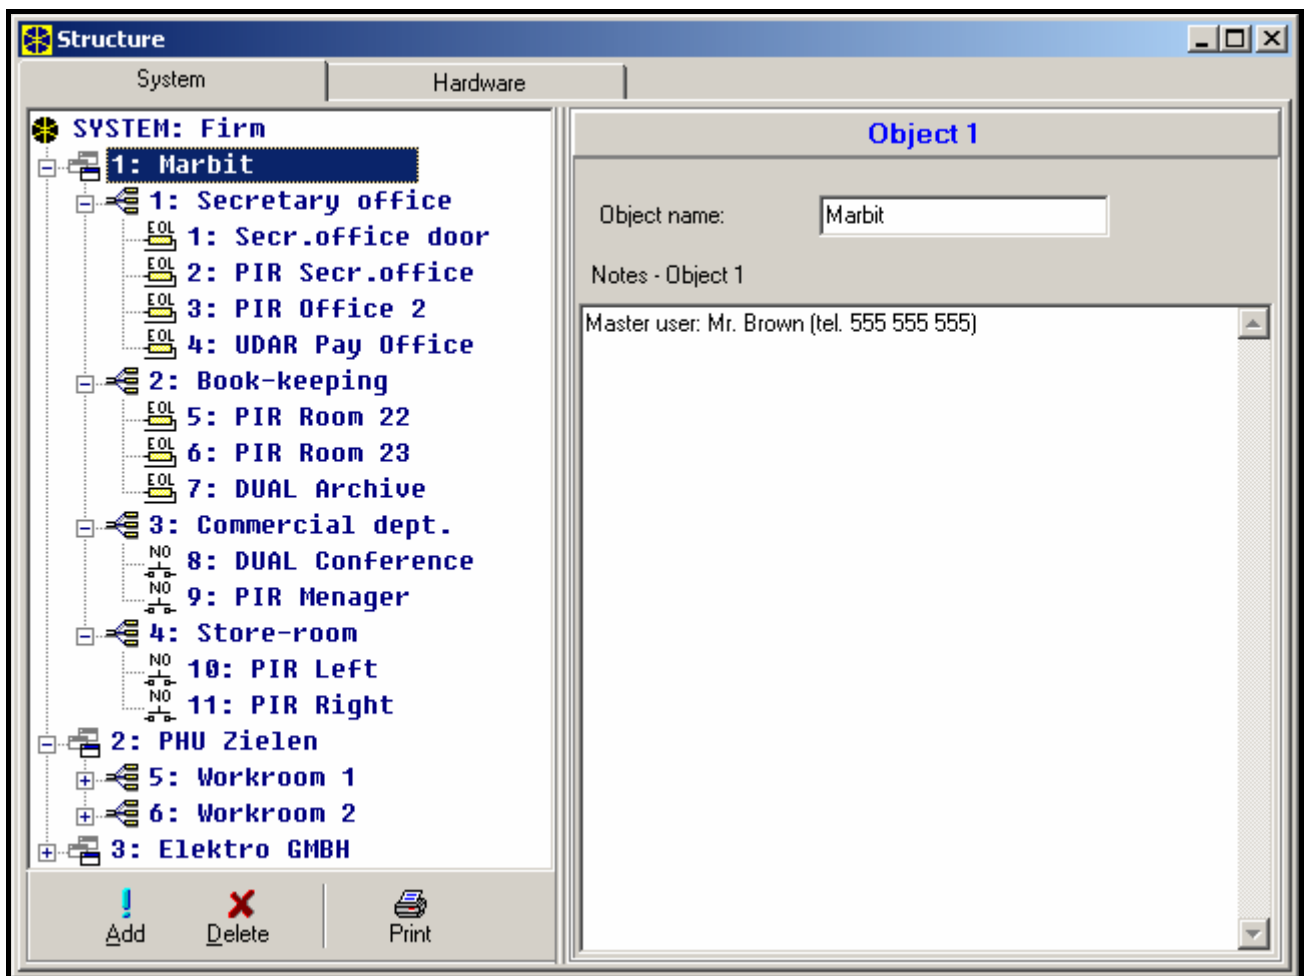 Structure
System
Hardware
SYSTEM: Firm
1: Marbit
1: Secretary office
EOL 1: Secr.office door
EOL 2: PIR Secr.office
EOL 3: PIR Office 2
EOL 4: UDAR Pay Office
2: Book-keeping
EOL 5: PIR Room 22
EOL 6: PIR Room 23
EOL 7: DUAL Archive
3: Commercial dept.
NO 8: DUAL Conference
NO 9: PIR Menager
4: Store-room
NO 10: PIR Left
NO 11: PIR Right
2: PHU Zielen
5: Workroom 1
6: Workroom 2
3: Elektro GMBH
Add
Delete
Print
Object 1
Object name:
Marbit
Notes - Object 1
Master user: Mr. Brown (tel. 555 555 555)